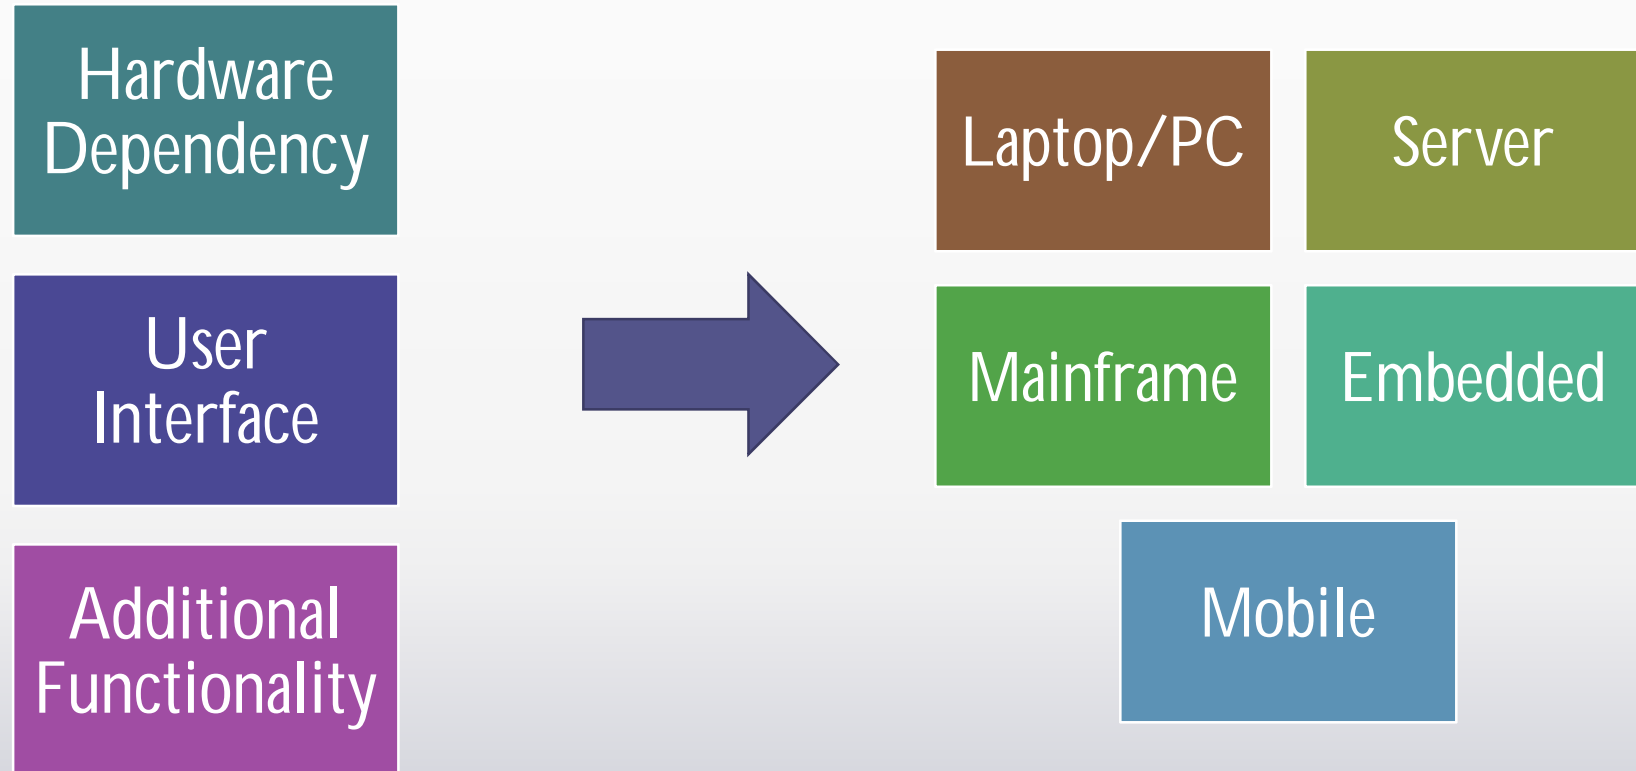 Hardware
Dependency
User
Interface
Additional
Functionality
Laptop/PC
Server
Mainframe
Embedded
Mobile